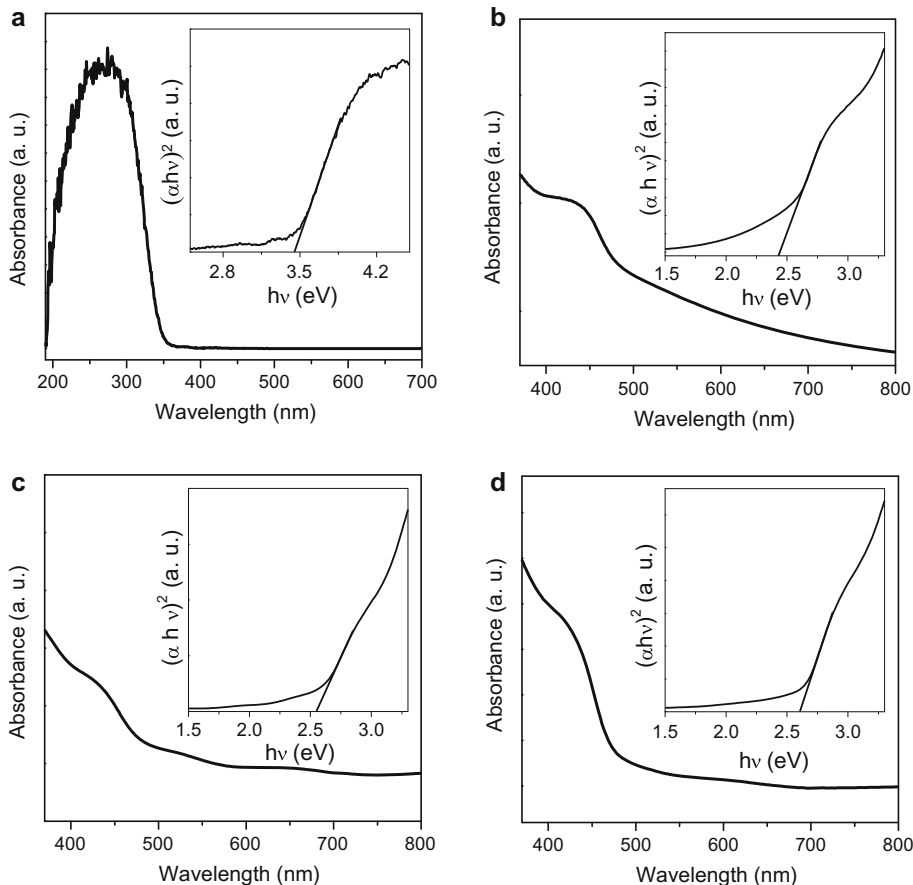 a
Absorbance (a. u.)
(αhν)² (a. u.)
2.8 3.5 4.2
hν (eV)
200 300 400 500 600 700
Wavelength (nm)
b
Absorbance (a. u.)
(α h ν)² (a. u.)
1.5 2.0 2.5 3.0
hν (eV)
400 500 600 700 800
Wavelength (nm)
c
Absorbance (a. u.)
(α h ν)² (a. u.)
1.5 2.0 2.5 3.0
hν (eV)
400 500 600 700 800
Wavelength (nm)
d
Absorbance (a. u.)
(αhν)² (a. u.)
1.5 2.0 2.5 3.0
hν (eV)
400 500 600 700 800
Wavelength (nm)